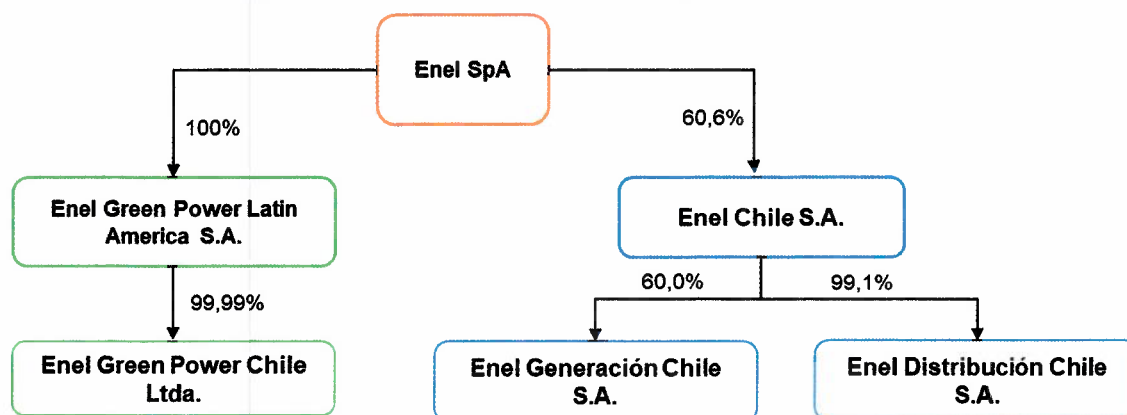 Enel SpA
100%
60,6%
Enel Green Power Latin
America S.A.
Enel Chile S.A.
99,99%
60,0%
99,1%
Enel Green Power Chile
Ltda.
Enel Generación Chile
S.A.
Enel Distribución Chile
S.A.